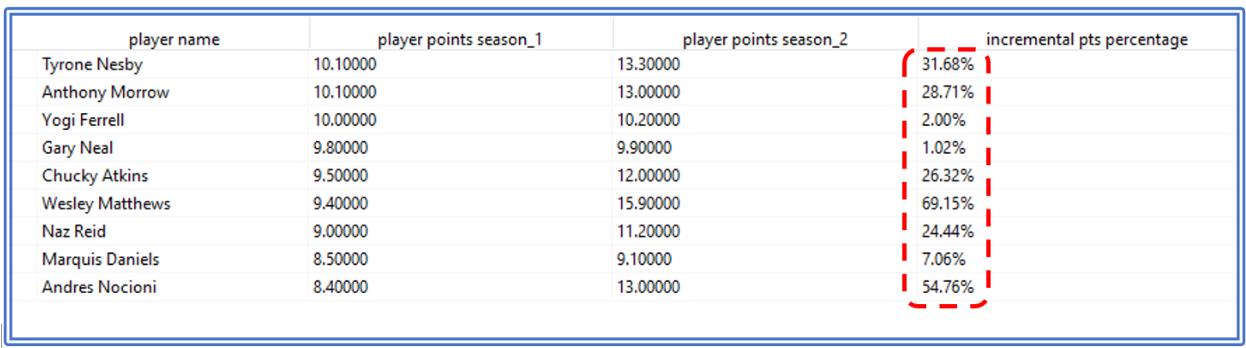 player name player points season_1 player points season_2 incremental pts percentage
Tyrone Nesby 10.10000 13.30000 31.68%
Anthony Morrow 10.10000 13.00000 28.71%
Yogi Ferrell 10.00000 10.20000 2.00%
Gary Neal 9.80000 9.90000 1.02%
Chucky Atkins 9.50000 12.00000 26.32%
Wesley Matthews 9.40000 15.90000 69.15%
Naz Reid 9.00000 11.20000 24.44%
Marquis Daniels 8.50000 9.10000 7.06%
Andres Nocioni 8.40000 13.00000 54.76%